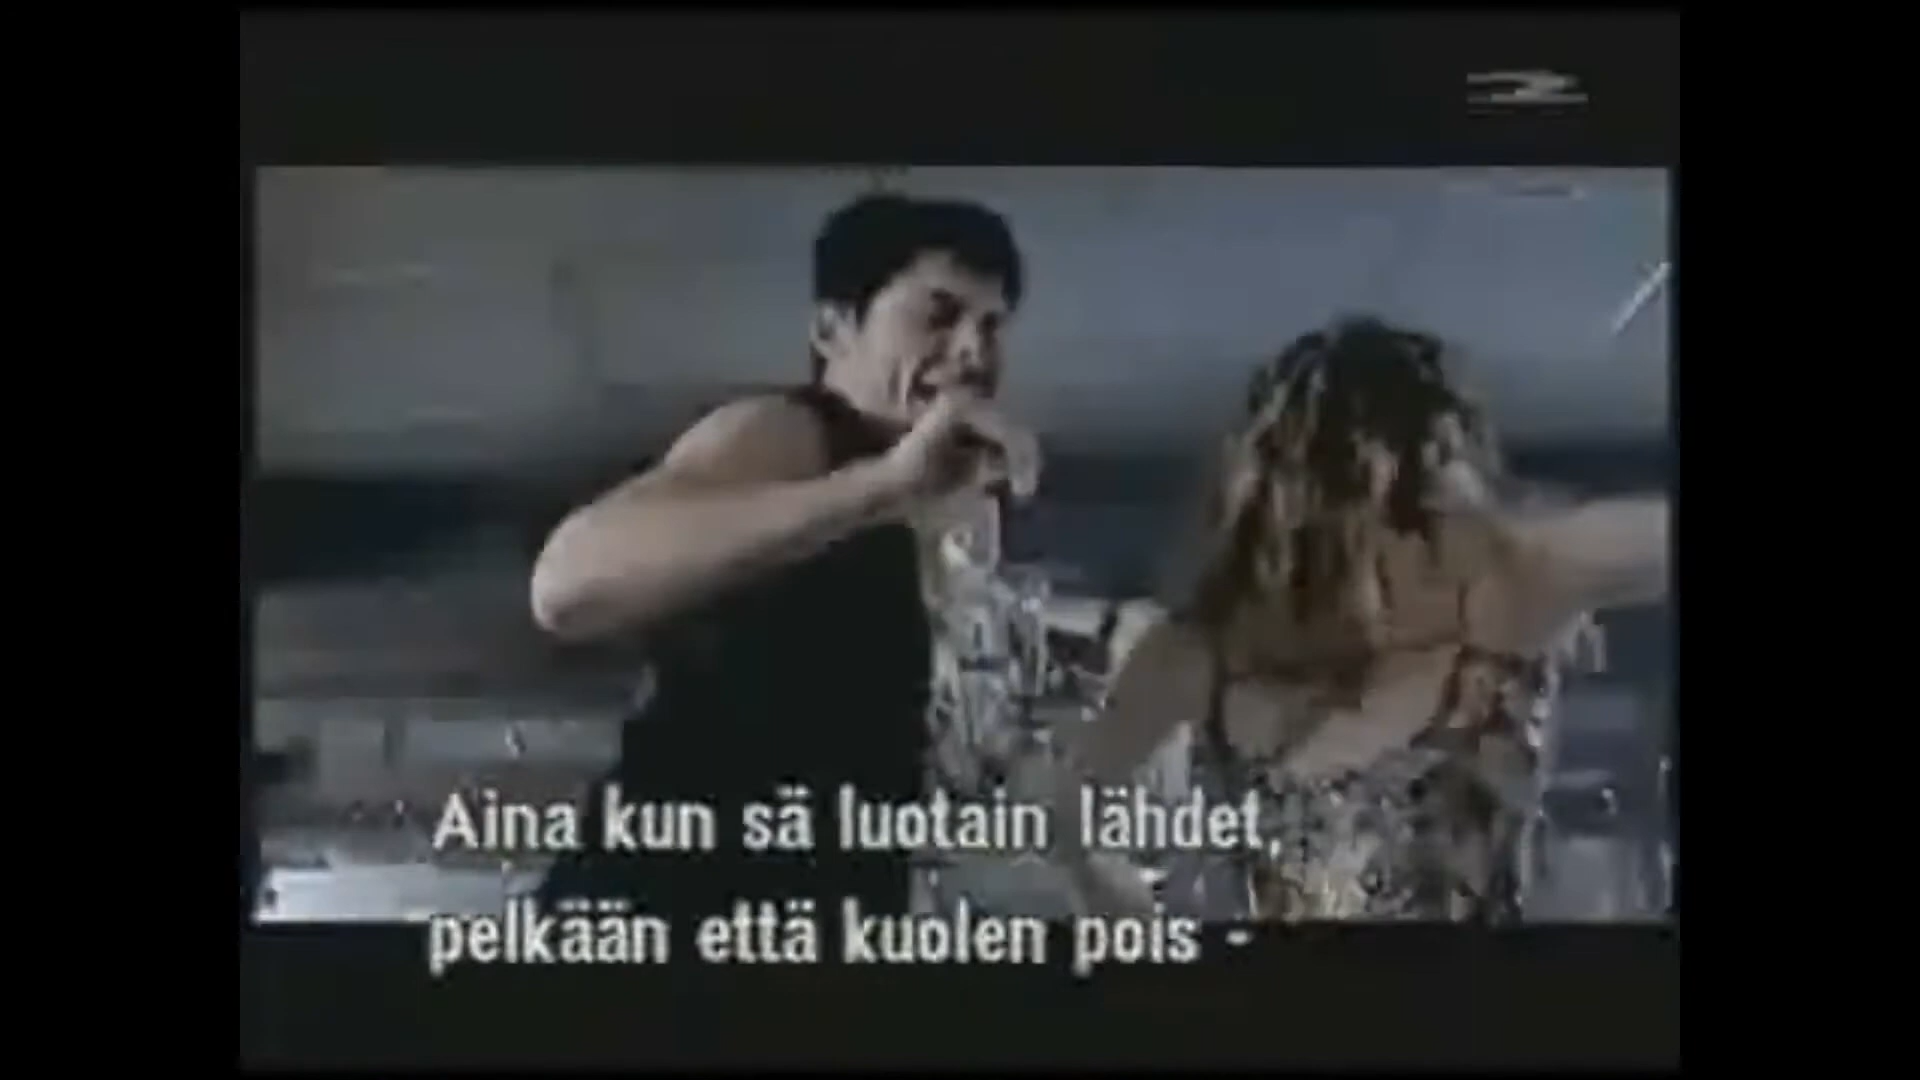 Aina kun sä luotain lähdet,
pelkään että kuolen pois -